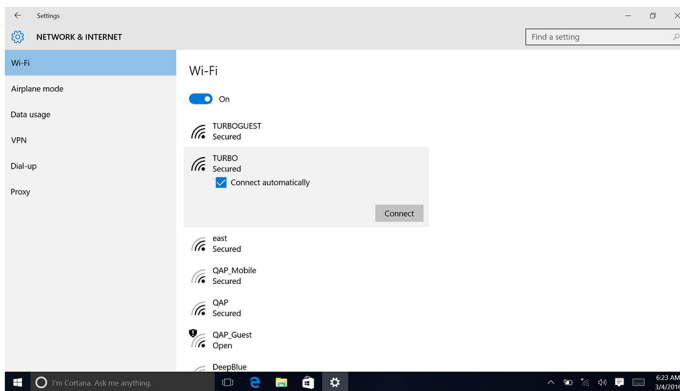 Settings
NETWORK & INTERNET
Find a setting
Wi-Fi
Airplane mode
Data usage
VPN
Dial-up
Proxy
Wi-Fi
On
TURBOGUEST
Secured
TURBO
Secured
Connect automatically
Connect
east
Secured
QAP_Mobile
Secured
QAP
Secured
QAP_Guest
Open
DeepBlue
I'm Cortana. Ask me anything.
6:23 AM
3/4/2016